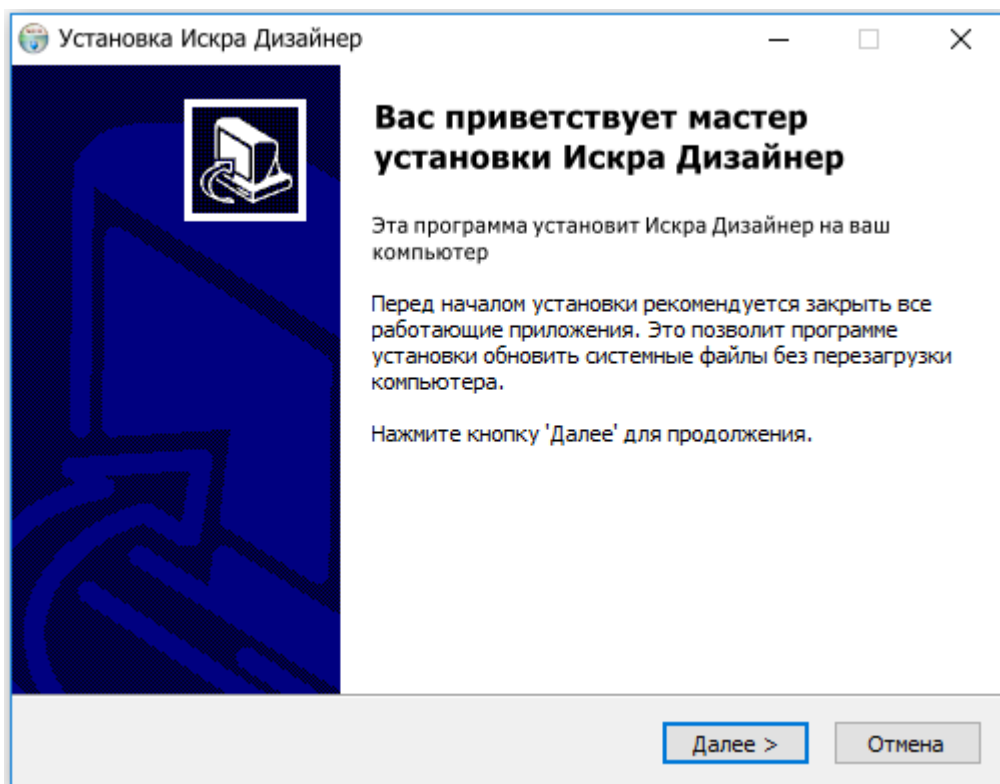 Установка Искра Дизайнер
Вас приветствует мастер
установки Искра Дизайнер
Эта программа установит Искра Дизайнер на ваш
компьютер
Перед началом установки рекомендуется закрыть все
работающие приложения. Это позволит программе
установки обновить системные файлы без перезагрузки
компьютера.
Нажмите кнопку 'Далее' для продолжения.
Далее >
Отмена